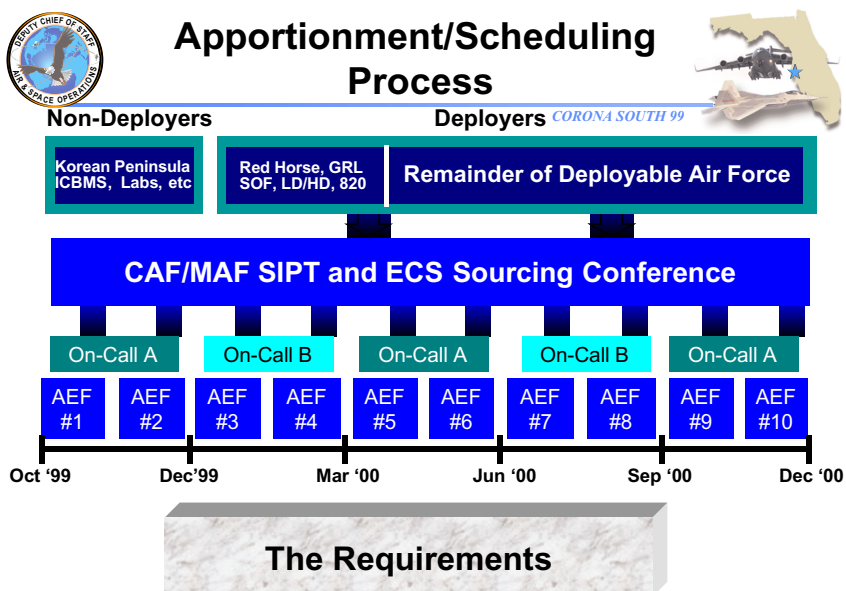 DEPUTY CHIEF OF STAFF
AIR & SPACE OPERATIONS
Apportionment/Scheduling
Process
Non-Deployers
Deployers
CORONA SOUTH 99
Korean Peninsula
ICBMS, Labs, etc
Red Horse, GRL
SOF, LD/HD, 820
Remainder of Deployable Air Force
CAF/MAF SIPT and ECS Sourcing Conference
On-Call A
On-Call B
On-Call A
On-Call B
On-Call A
AEF
#1
AEF
#2
AEF
#3
AEF
#4
AEF
#5
AEF
#6
AEF
#7
AEF
#8
AEF
#9
AEF
#10
Oct ‘99
Dec’99
Mar ‘00
Jun ‘00
Sep ‘00
Dec ‘00
The Requirements